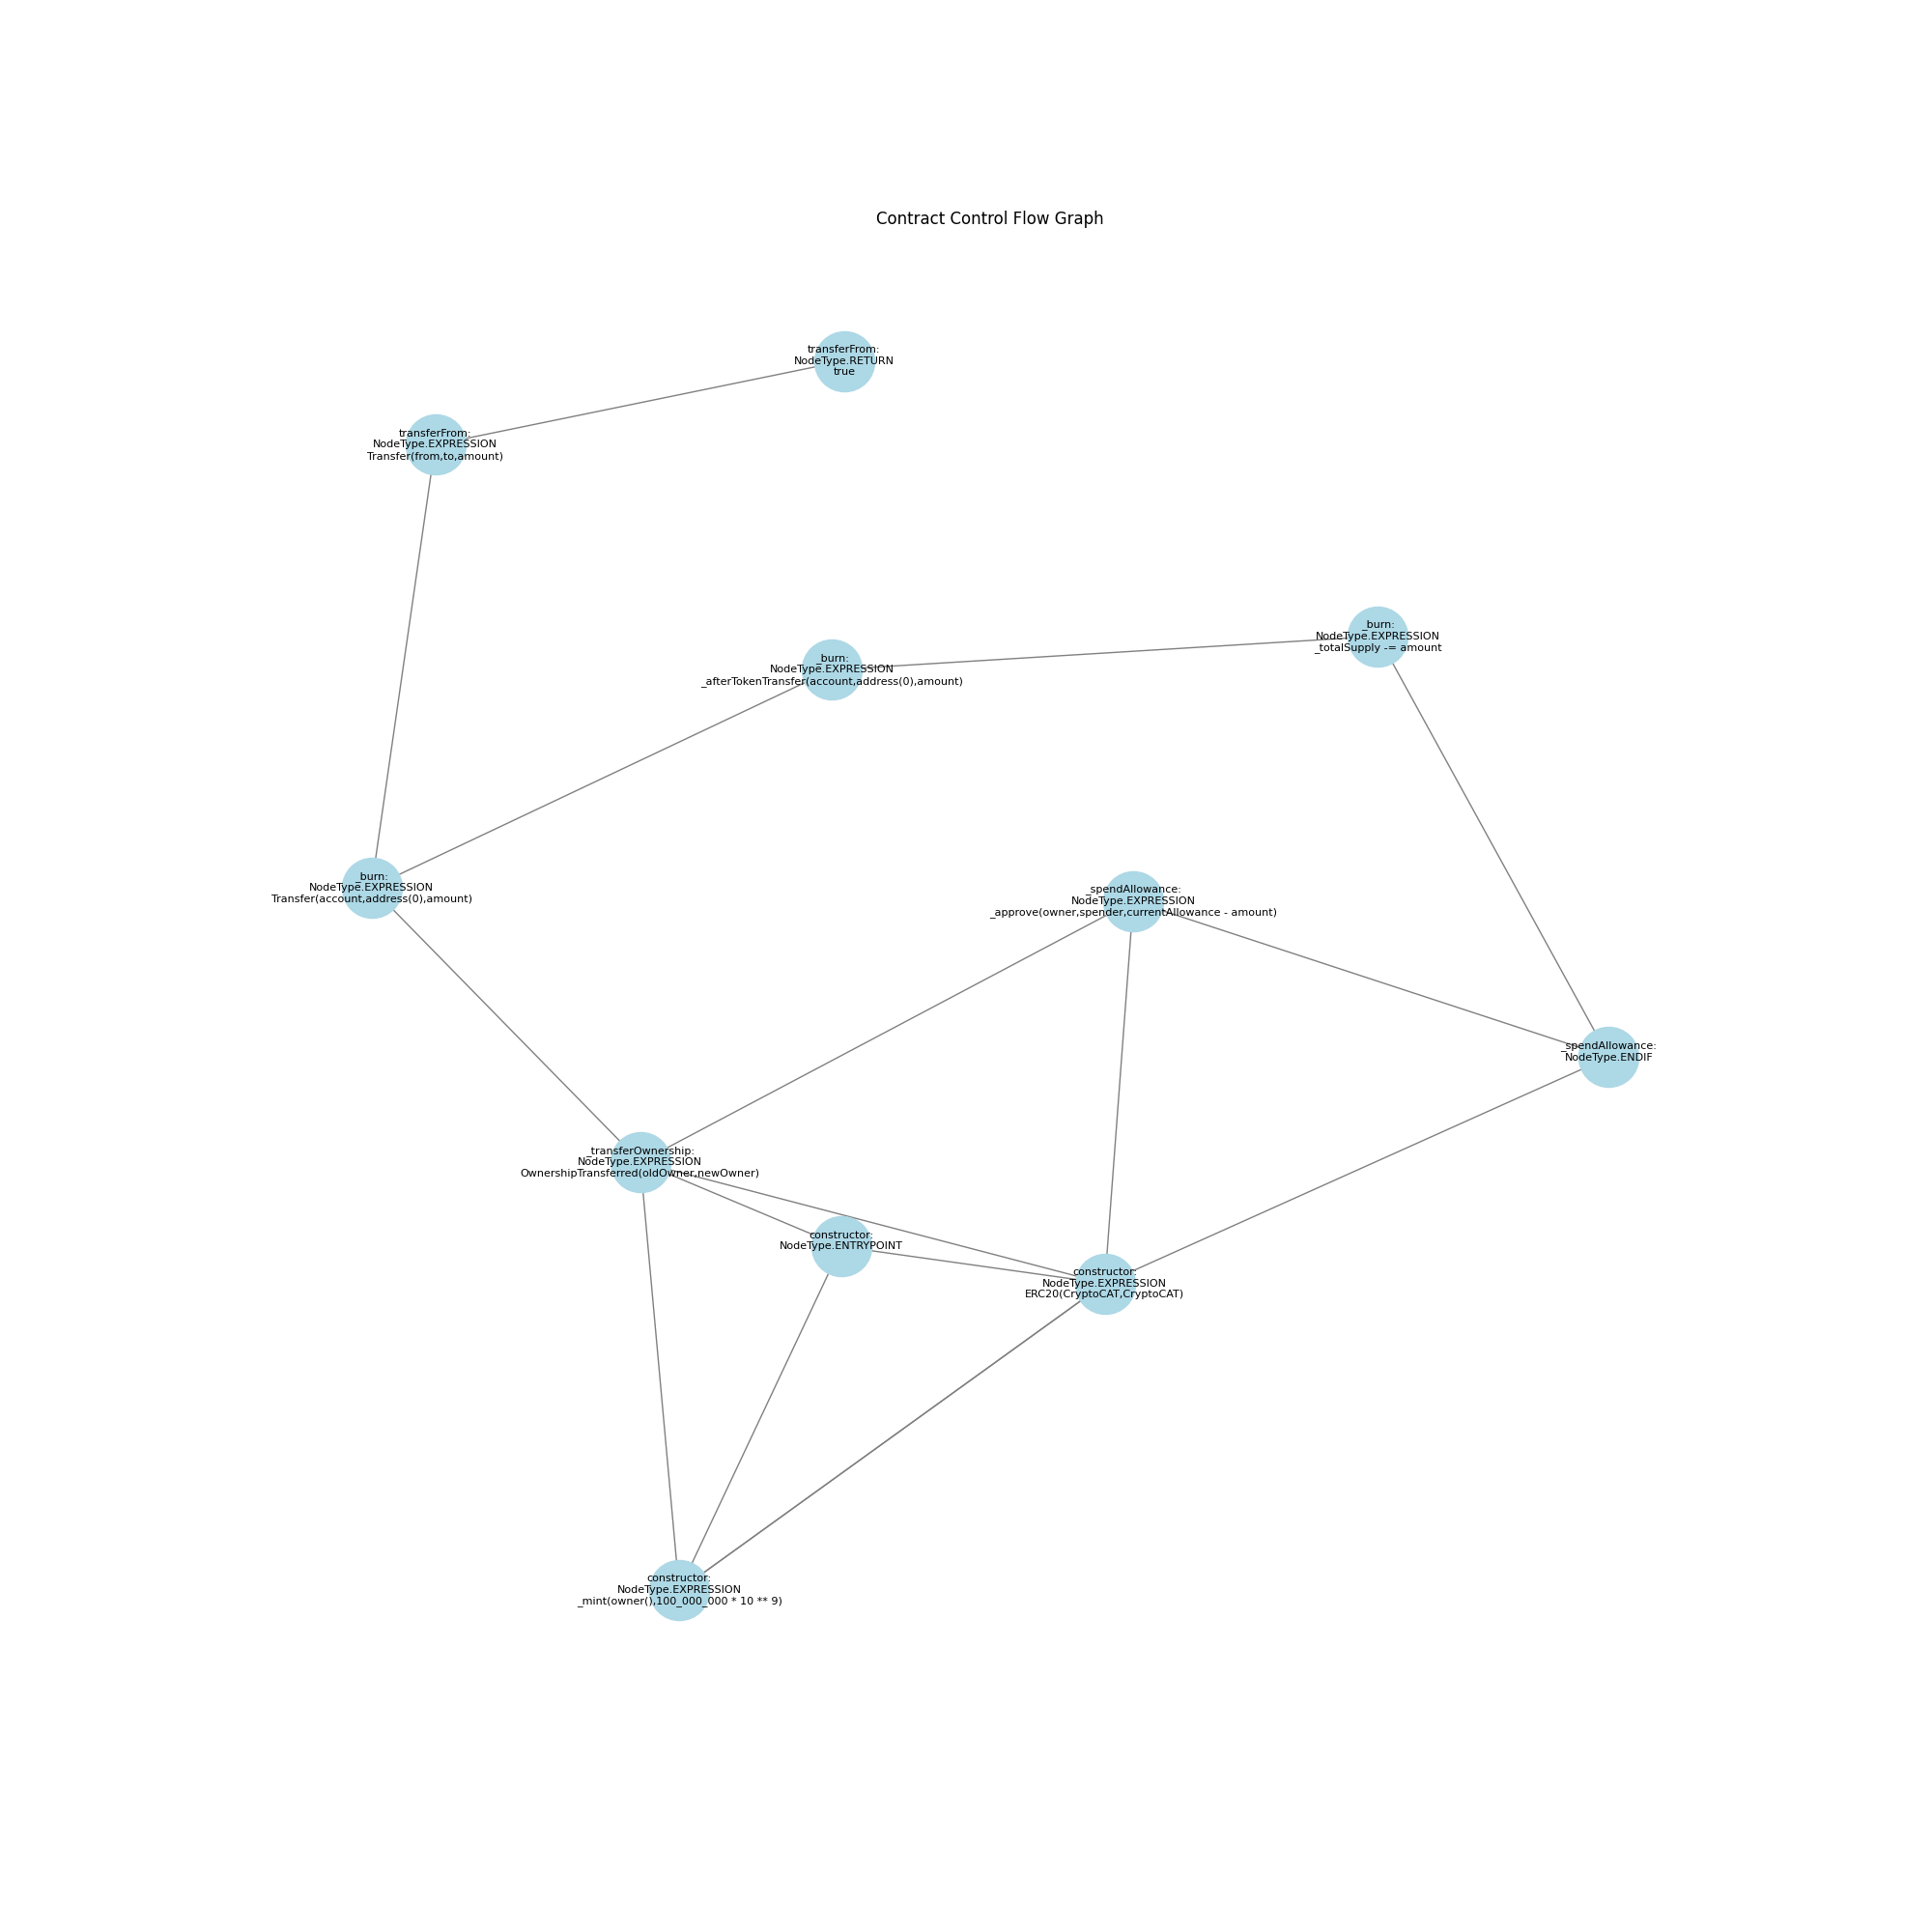 Contract Control Flow Graph
transferFrom:
NodeType.RETURN
true
transferFrom:
NodeType.EXPRESSION
Transfer(from,to,amount)
_burn:
NodeType.EXPRESSION
_totalSupply -= amount
_burn:
NodeType.EXPRESSION
_afterTokenTransfer(account,address(0),amount)
_burn:
NodeType.EXPRESSION
Transfer(account,address(0),amount)
_spendAllowance:
NodeType.EXPRESSION
_approve(owner,spender,currentAllowance - amount)
_spendAllowance:
NodeType.ENDIF
_transferOwnership:
NodeType.EXPRESSION
OwnershipTransferred(oldOwner,newOwner)
constructor:
NodeType.ENTRYPOINT
constructor:
NodeType.EXPRESSION
ERC20(CryptoCAT,CryptoCAT)
constructor:
NodeType.EXPRESSION
_mint(owner(),100_000_000 * 10 ** 9)